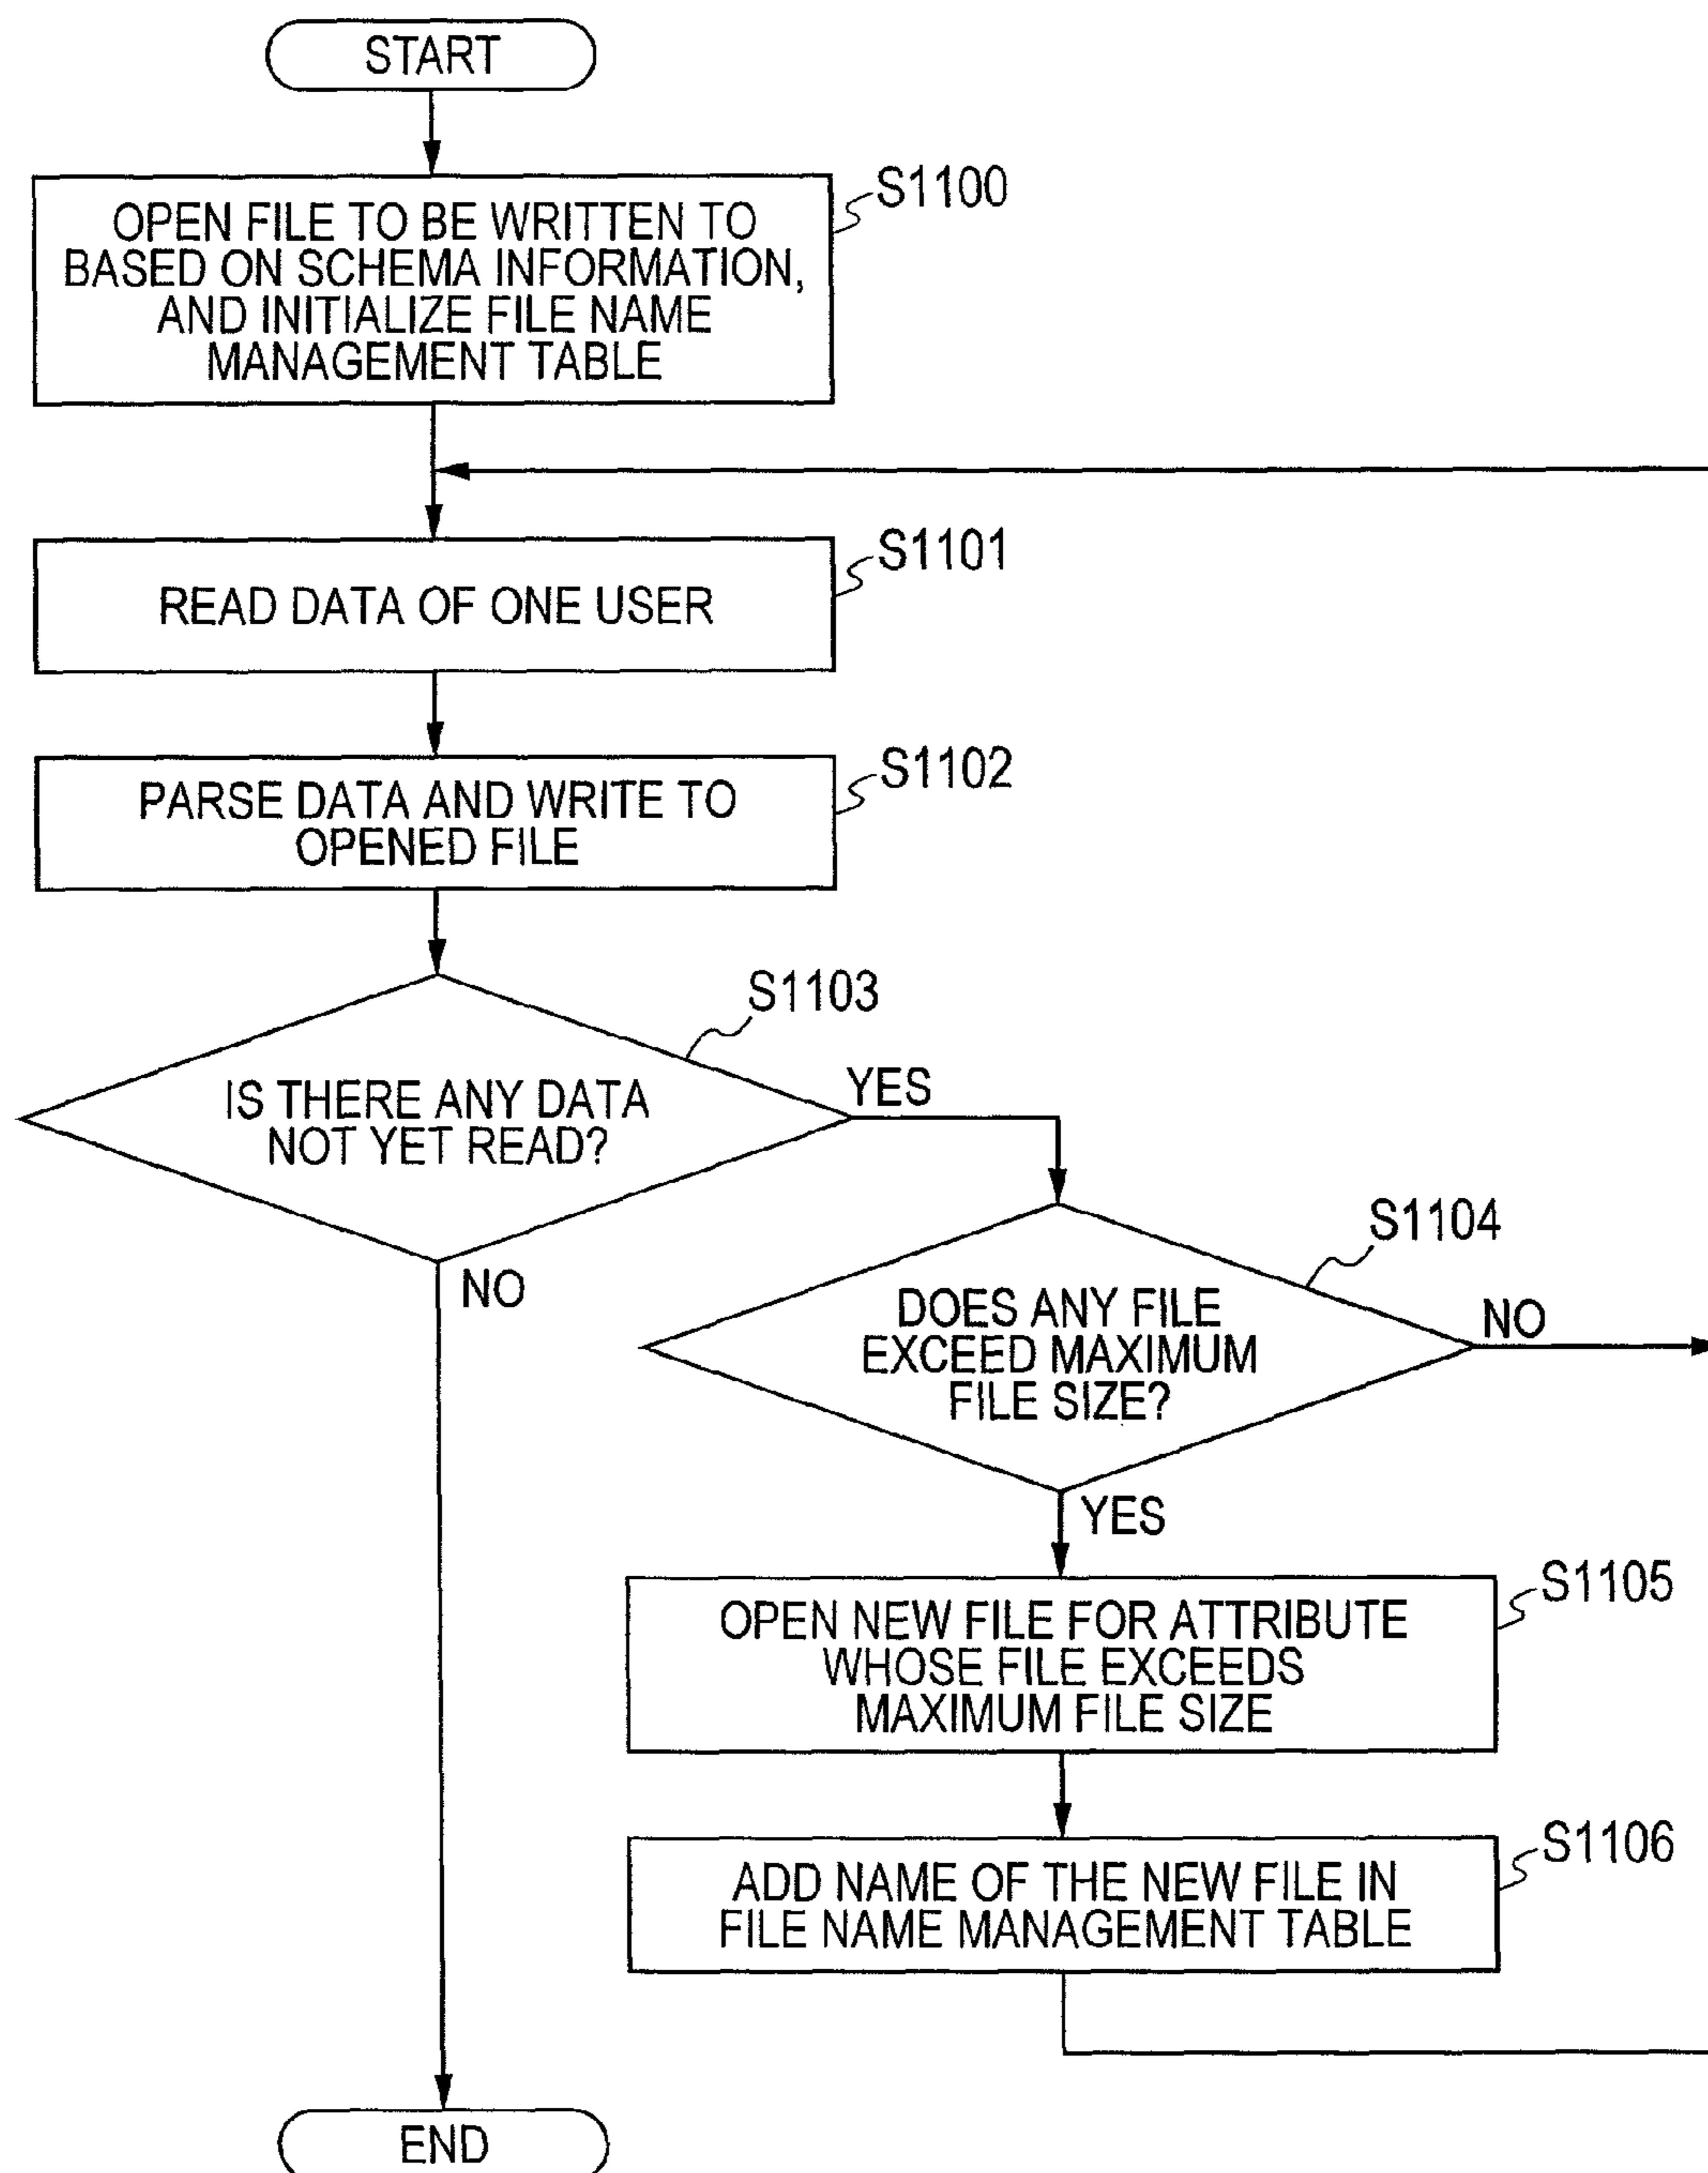 START
S1100
OPEN FILE TO BE WRITTEN TO
BASED ON SCHEMA INFORMATION,
AND INITIALIZE FILE NAME
MANAGEMENT TABLE
S1101
READ DATA OF ONE USER
S1102
PARSE DATA AND WRITE TO
OPENED FILE
S1103
IS THERE ANY DATA
NOT YET READ?
YES
NO
S1104
DOES ANY FILE
EXCEED MAXIMUM
FILE SIZE?
NO
YES
S1105
OPEN NEW FILE FOR ATTRIBUTE
WHOSE FILE EXCEEDS
MAXIMUM FILE SIZE
S1106
ADD NAME OF THE NEW FILE IN
FILE NAME MANAGEMENT TABLE
END